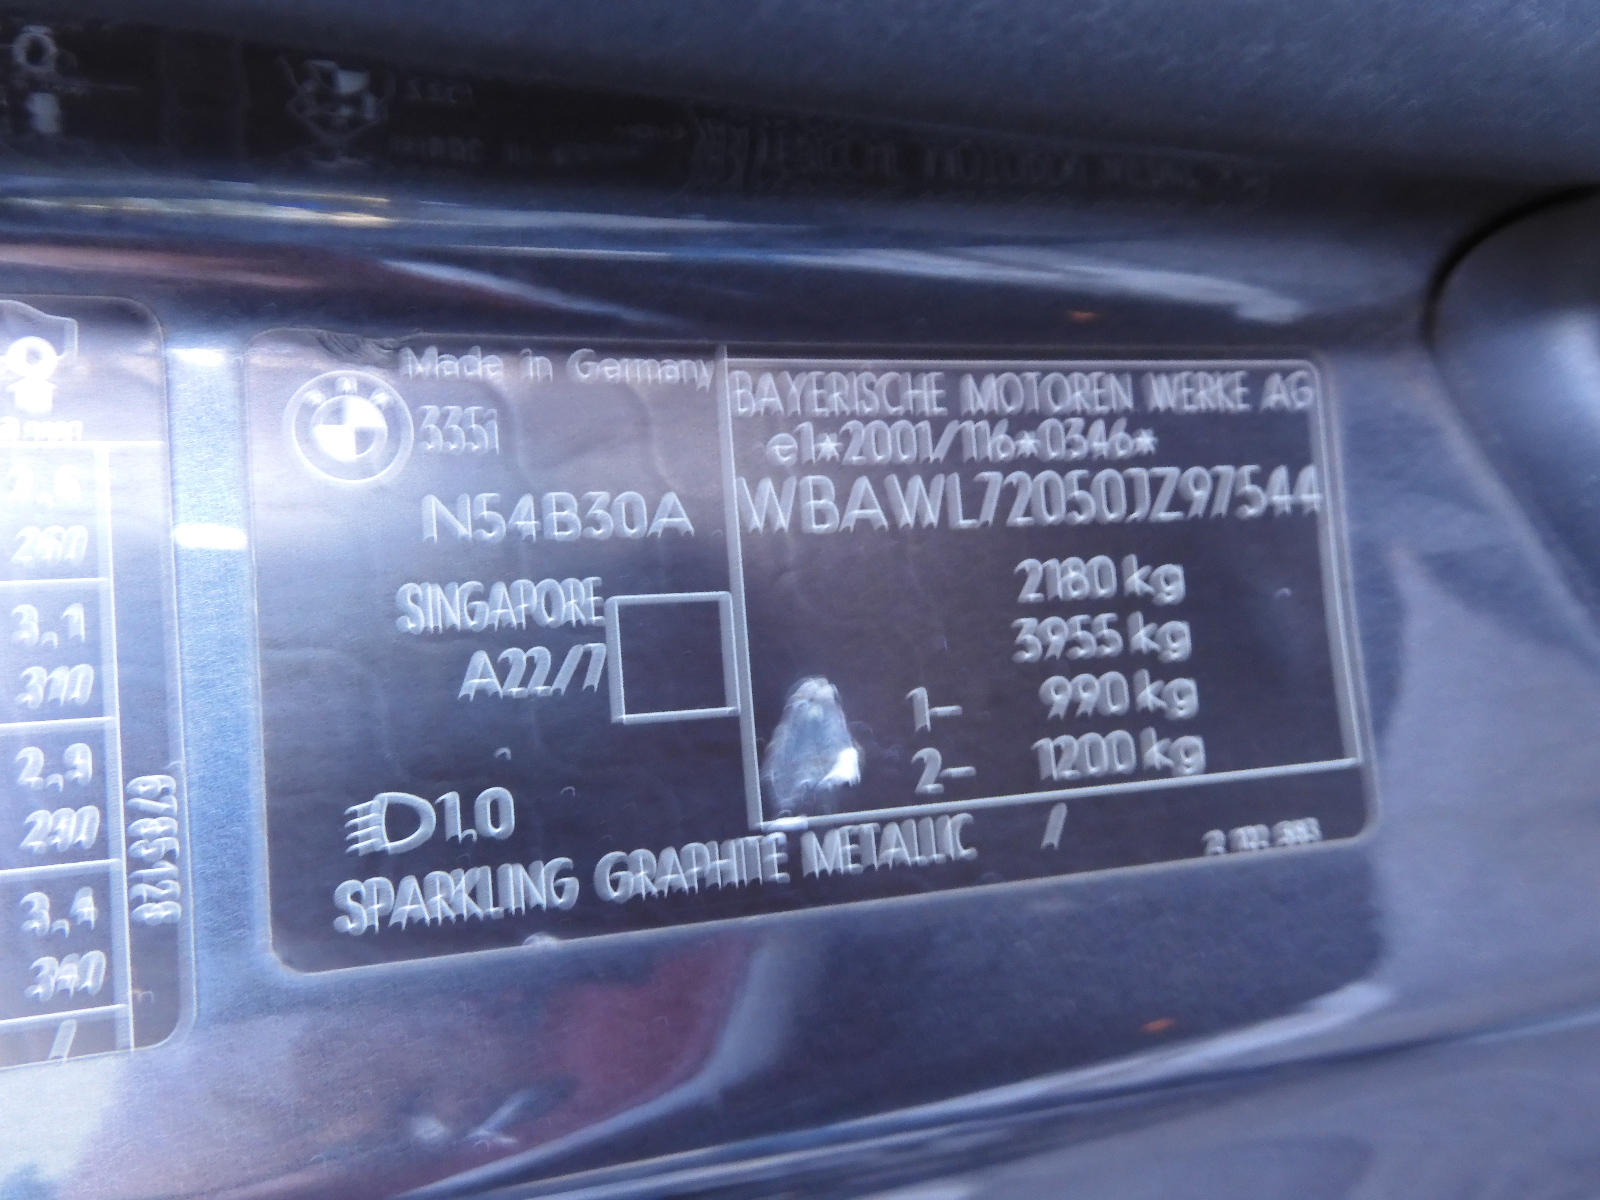 Made in Germany
3351
N54B30A
SINGAPORE
A22/7
D1.0
SPARKLING GRAPHITE METALLIC /
BAYERISCHE MOTOREN WERKE AG
e1*2001/116*0346*
WBAWL72050JZ97544
2180 kg
3955 kg
1- 990 kg
2- 1200 kg
3,1
310
2,9
290
3,4
340
/